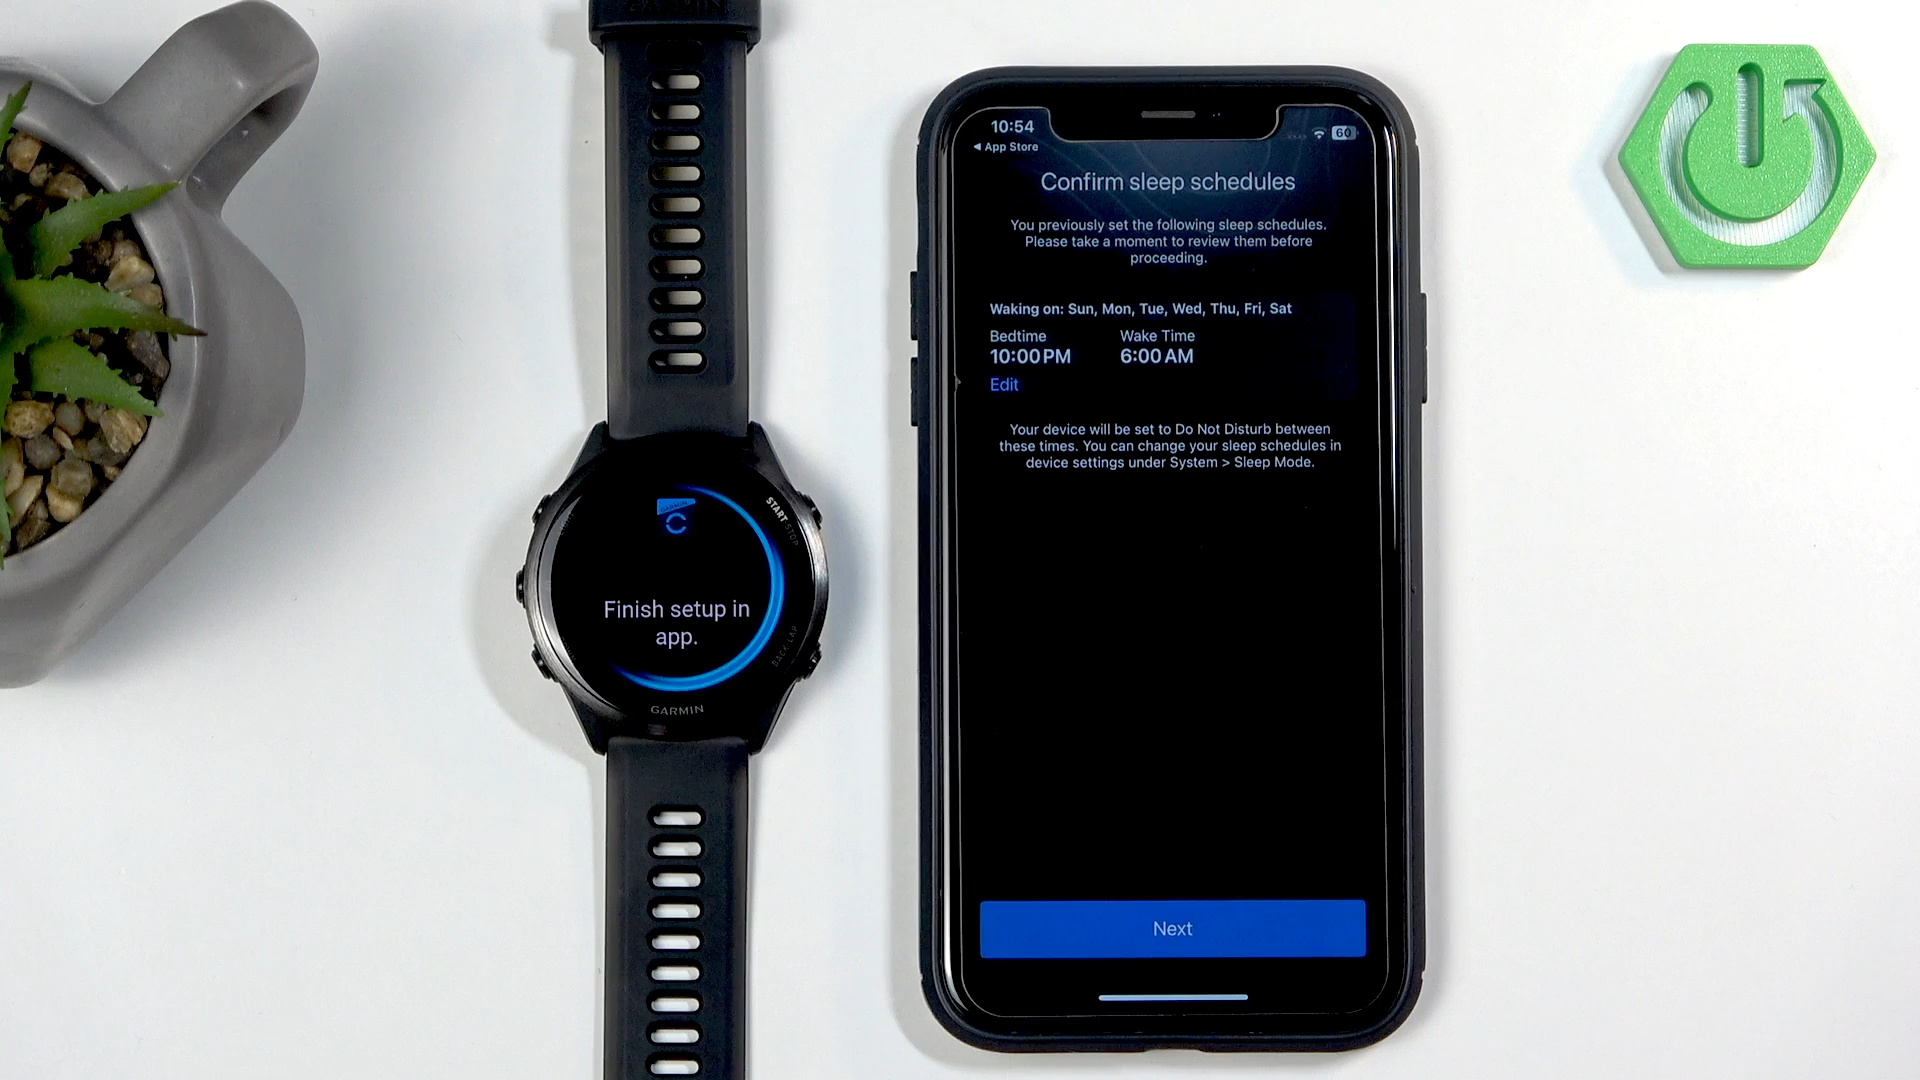 GARMIN
START STOP
Finish setup in
app.
BACK LAP
GARMIN
10:54
60
◀ App Store
Confirm sleep schedules
You previously set the following sleep schedules.
Please take a moment to review them before
proceeding.
Waking on: Sun, Mon, Tue, Wed, Thu, Fri, Sat
Bedtime Wake Time
10:00 PM 6:00 AM
Edit
Your device will be set to Do Not Disturb between
these times. You can change your sleep schedules in
device settings under System > Sleep Mode.
Next